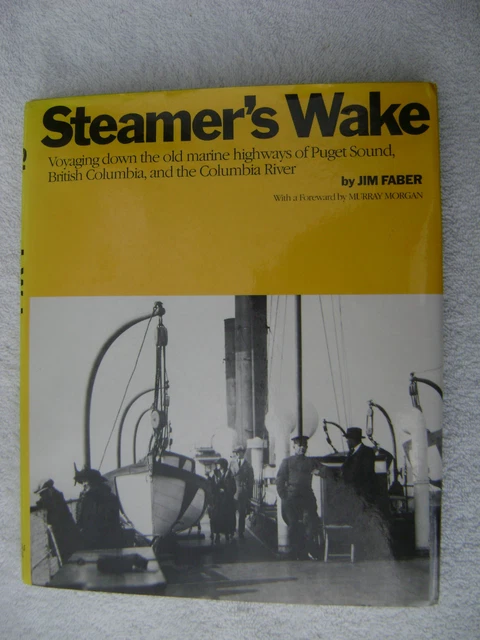 Steamer's Wake
Voyaging down the old marine highways of Puget Sound,
British Columbia, and the Columbia River
by JIM FABER
With a Foreword by MURRAY MORGAN